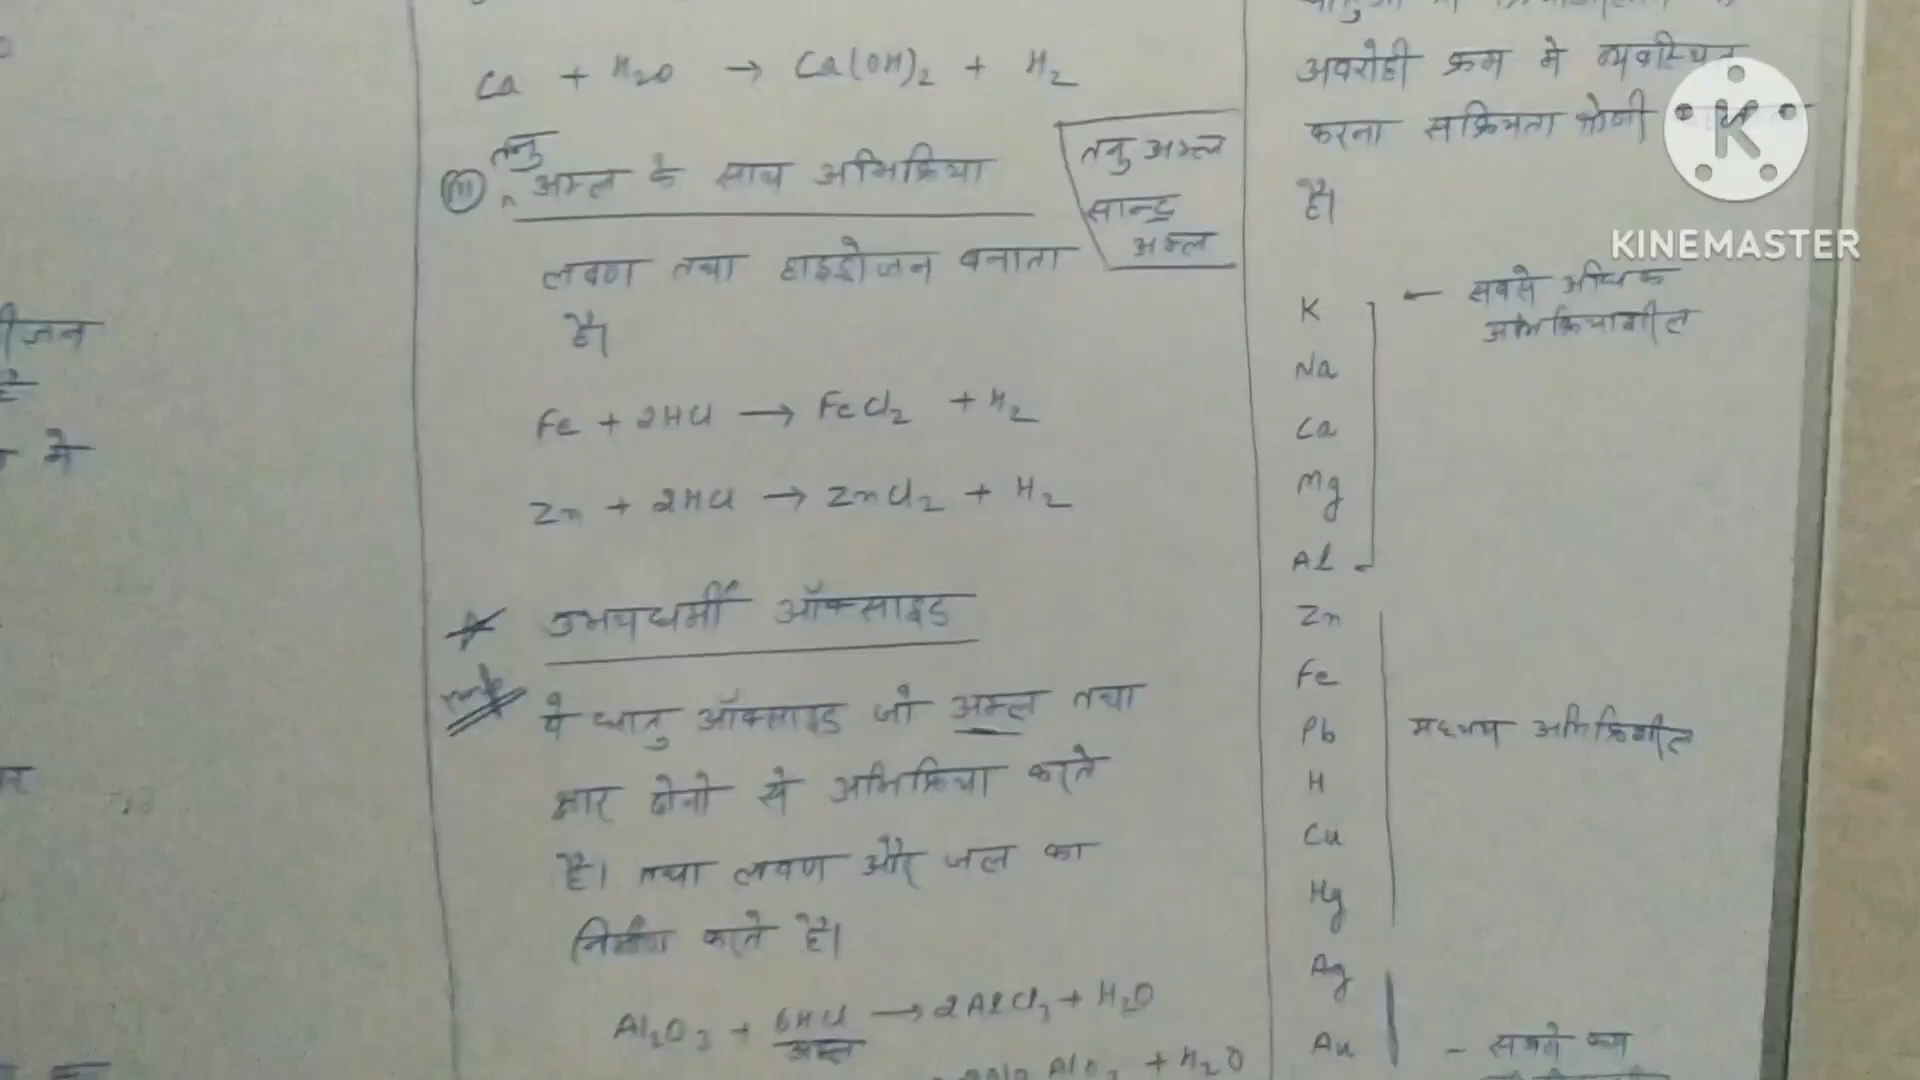 Ca + H2O → Ca(OH)2 + H2
तनु
(iii) अम्ल के साथ अभिक्रिया
लवण तथा हाइड्रोजन बनाता
है।
Fe + 2HCl → FeCl2 + H2
Zn + 2HCl → ZnCl2 + H2
तनु अम्ल
सान्द्र
अम्ल
उभयधर्मी ऑक्साइड
ये धातु ऑक्साइड जो अम्ल तथा
क्षार दोनो से अभिक्रिया करते
है। तथा लवण और जल का
निर्माण करते है।
Al2O3 + 6HCl → 2AlCl3 + H2O
अम्ल
AlO2 + H2O
अवरोही क्रम मे व्यवस्थित
करना सक्रियता श्रेणी
है।
K
Na
Ca
Mg
Al
← सबसे अधिक
अभिक्रियाशील
Zn
Fe
Pb
H
Cu
Hg
मध्यम अभिक्रिशील
Ag
Au
- सबसे कम
ीजन
है
मे
KINEMASTER